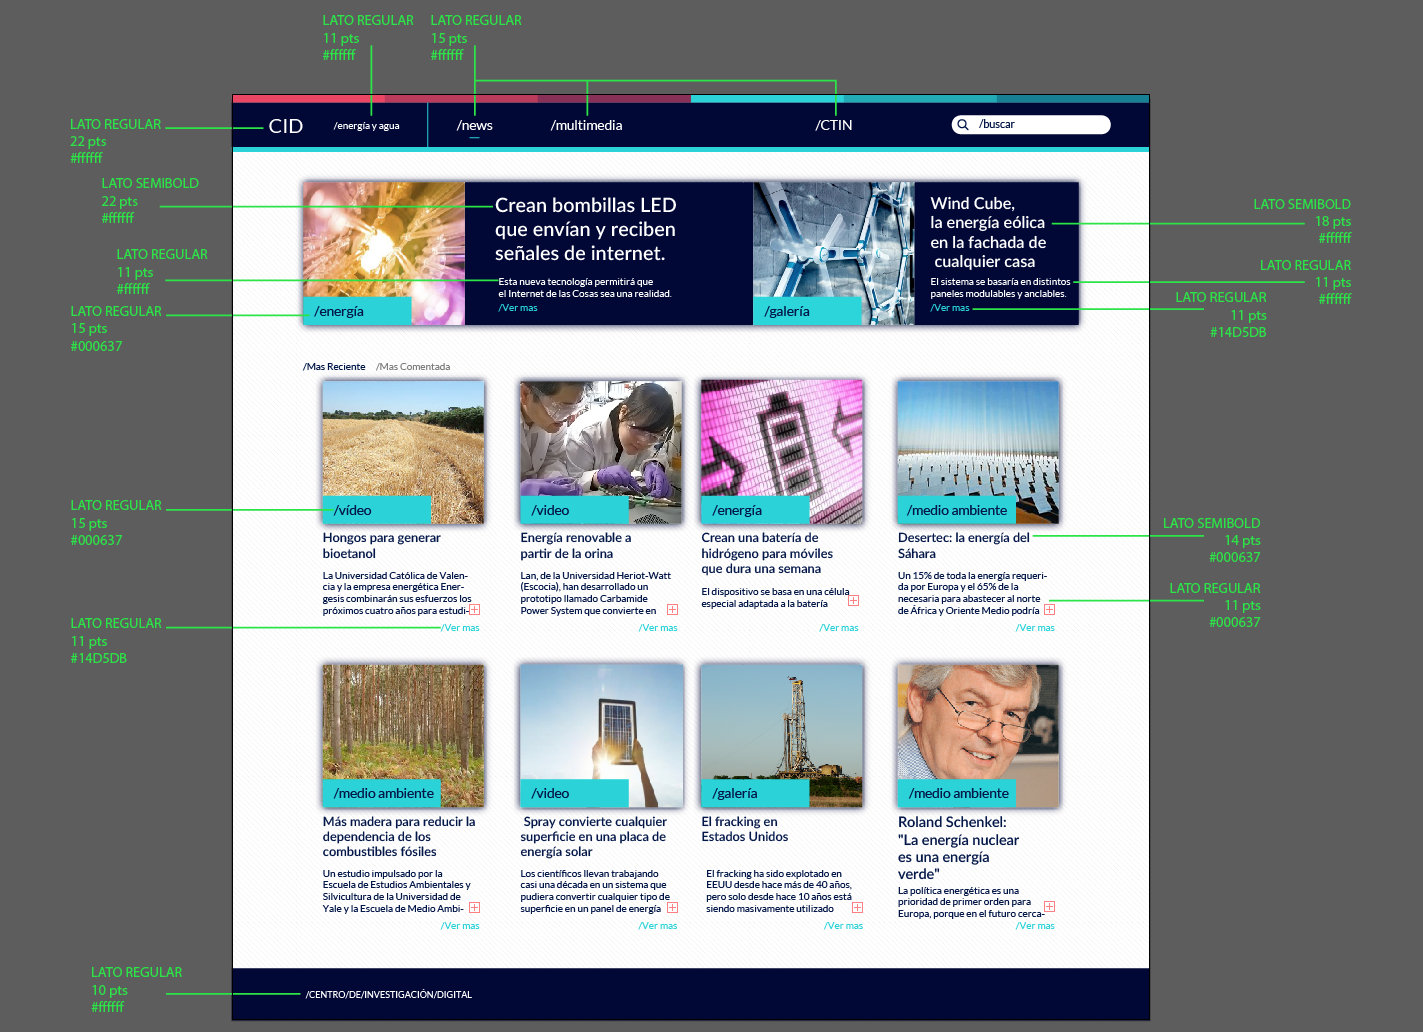 LATO REGULAR
11 pts
#ffffff
LATO REGULAR
15 pts
#ffffff
LATO REGULAR
22 pts
#ffffff
CID
/energía y agua
/news
/multimedia
/CTIN
/buscar
LATO SEMIBOLD
22 pts
#ffffff
LATO REGULAR
11 pts
#ffffff
LATO REGULAR
15 pts
#000637
/energía
Crean bombillas LED
que envían y reciben
señales de internet.
Esta nueva tecnología permitirá que
el Internet de las Cosas sea una realidad.
/Ver mas
/galería
Wind Cube,
la energía eólica
en la fachada de
cualquier casa
El sistema se basaría en distintos
paneles modulables y anclables.
/Ver mas
LATO SEMIBOLD
18 pts
#ffffff
LATO REGULAR
11 pts
#ffffff
LATO REGULAR
11 pts
#14D5DB
/Mas Reciente
/Mas Comentada
LATO REGULAR
15 pts
#000637
/vídeo
Hongos para generar
bioetanol
La Universidad Católica de Valen-
cia y la empresa energética Ener-
gesis combinarán sus esfuerzos los
próximos cuatro años para estudi-
/Ver mas
/video
Energía renovable a
partir de la orina
Lan, de la Universidad Heriot-Watt
(Escocia), han desarrollado un
prototipo llamado Carbamide
Power System que convierte en
/Ver mas
/energía
Crean una batería de
hidrógeno para móviles
que dura una semana
El dispositivo se basa en una célula
especial adaptada a la batería
/Ver mas
/medio ambiente
Desertec: la energía del
Sáhara
Un 15% de toda la energía requeri-
da por Europa y el 65% de la
necesaria para abastecer al norte
de África y Oriente Medio podría
/Ver mas
LATO SEMIBOLD
14 pts
#000637
LATO REGULAR
11 pts
#000637
LATO REGULAR
11 pts
#14D5DB
/medio ambiente
Más madera para reducir la
dependencia de los
combustibles fósiles
Un estudio impulsado por la
Escuela de Estudios Ambientales y
Silvicultura de la Universidad de
Yale y la Escuela de Medio Ambi-
/Ver mas
/video
Spray convierte cualquier
superficie en una placa de
energía solar
Los científicos llevan trabajando
casi una década en un sistema que
pudiera convertir cualquier tipo de
superficie en un panel de energía
/Ver mas
/galería
El fracking en
Estados Unidos
El fracking ha sido explotado en
EEUU desde hace más de 40 años,
pero solo desde hace 10 años está
siendo masivamente utilizado
/Ver mas
/medio ambiente
Roland Schenkel:
"La energía nuclear
es una energía
verde"
La política energética es una
prioridad de primer orden para
Europa, porque en el futuro cerca-
/Ver mas
LATO REGULAR
10 pts
#ffffff
/CENTRO/DE/INVESTIGACIÓN/DIGITAL